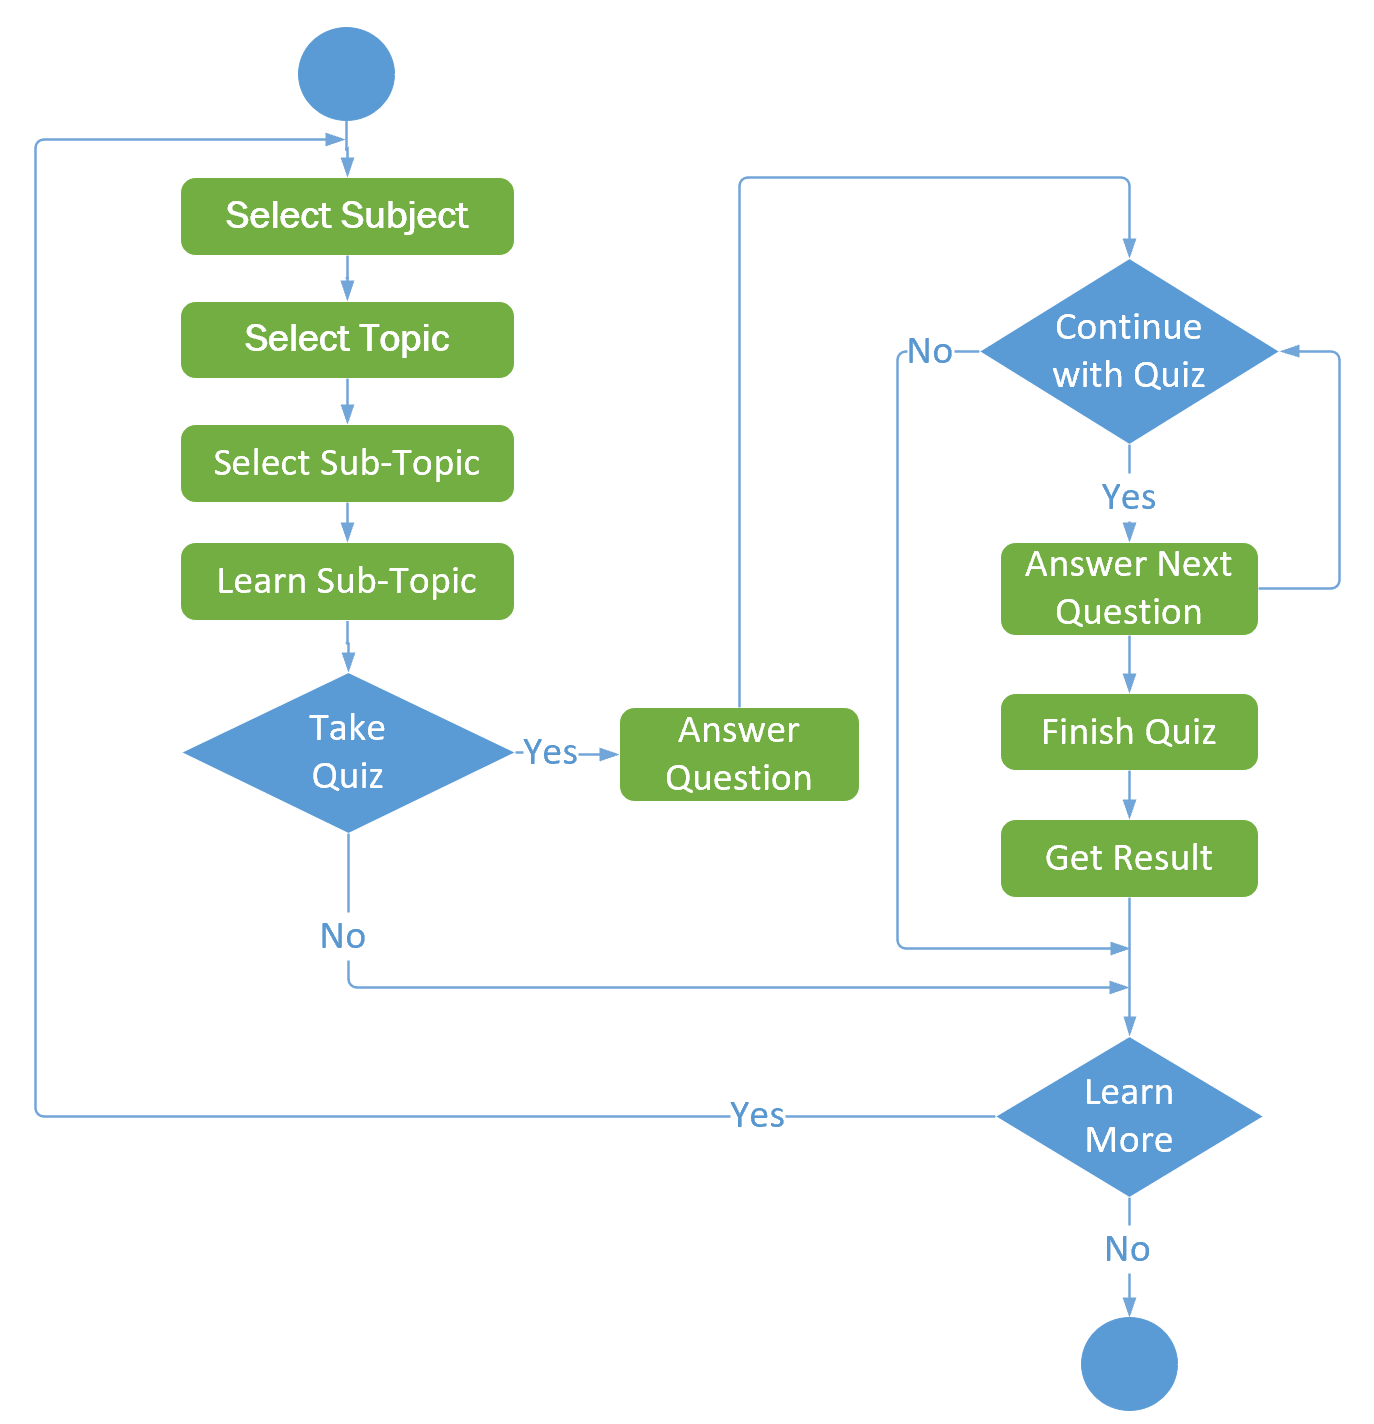 Select Subject
Select Topic
Select Sub-Topic
Learn Sub-Topic
Take
Quiz
Yes
No
Answer
Question
Continue
with Quiz
No
Yes
Answer Next
Question
Finish Quiz
Get Result
Learn
More
Yes
No